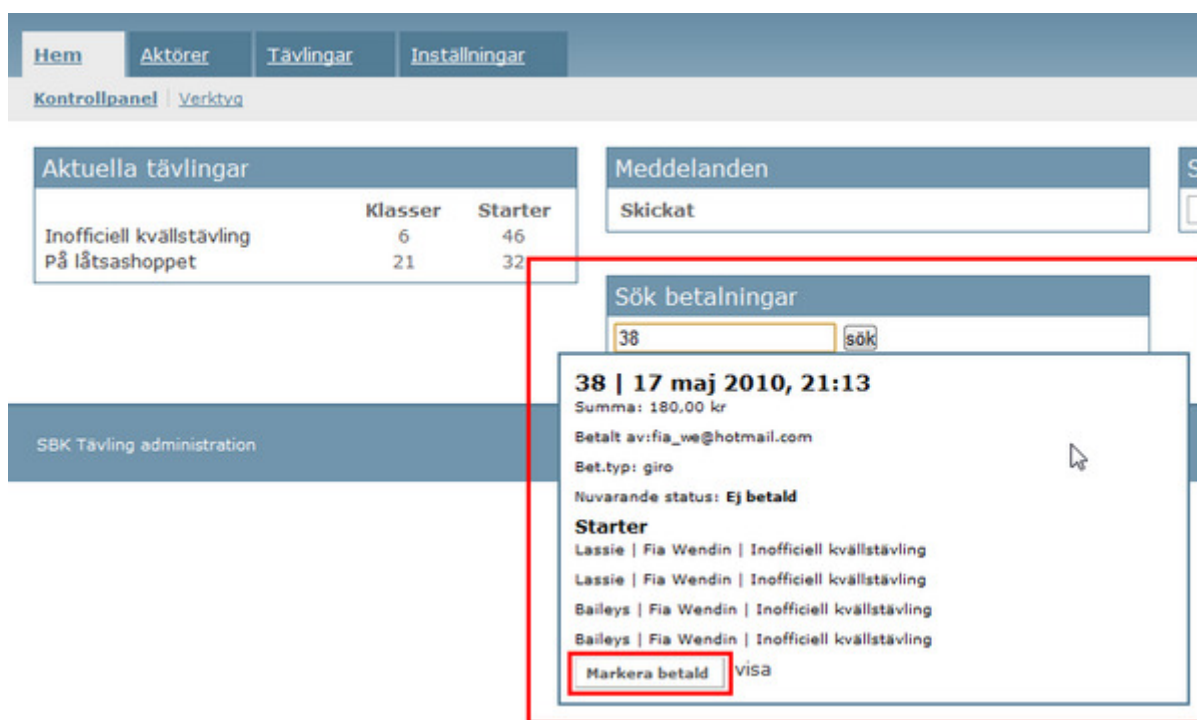 Hem Aktörer Tävlingar Inställningar
Kontrollpanel Verktyg
Aktuella tävlingar
Klasser Starter
Inofficiell kvällstävling 6 46
På låtsashoppet 21 32
Meddelanden
Skickat
S
Sök betalningar
38 sök
38 | 17 maj 2010, 21:13
Summa: 180,00 kr
Betalt av:fia_we@hotmail.com
Bet.typ: giro
Nuvarande status: Ej betald
Starter
Lassie | Fia Wendin | Inofficiell kvällstävling
Lassie | Fia Wendin | Inofficiell kvällstävling
Baileys | Fia Wendin | Inofficiell kvällstävling
Baileys | Fia Wendin | Inofficiell kvällstävling
Markera betald visa
SBK Tävling administration